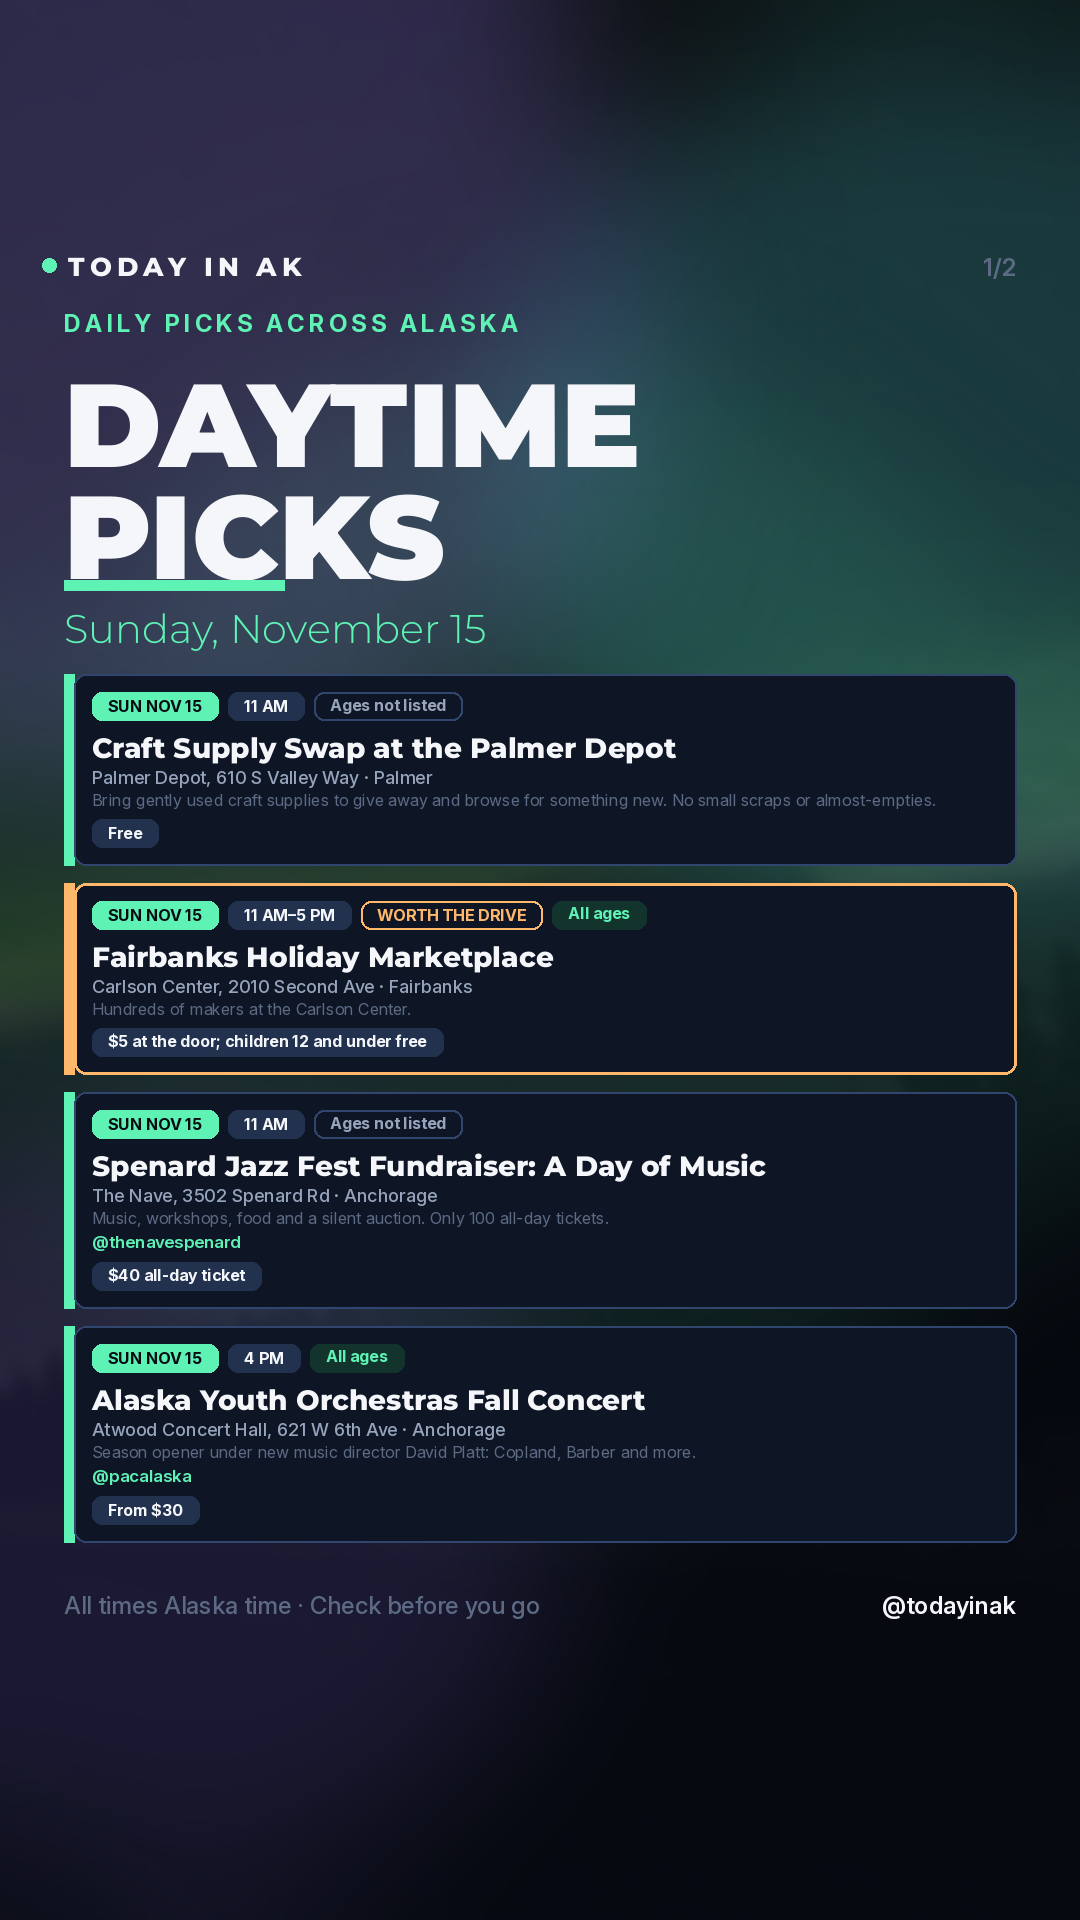 TODAY IN AK
1/2
DAILY PICKS ACROSS ALASKA
DAYTIME
PICKS
Sunday, November 15
SUN NOV 15 11 AM Ages not listed
Craft Supply Swap at the Palmer Depot
Palmer Depot, 610 S Valley Way · Palmer
Bring gently used craft supplies to give away and browse for something new. No small scraps or almost-empties.
Free
SUN NOV 15 11 AM–5 PM WORTH THE DRIVE All ages
Fairbanks Holiday Marketplace
Carlson Center, 2010 Second Ave · Fairbanks
Hundreds of makers at the Carlson Center.
$5 at the door; children 12 and under free
SUN NOV 15 11 AM Ages not listed
Spenard Jazz Fest Fundraiser: A Day of Music
The Nave, 3502 Spenard Rd · Anchorage
Music, workshops, food and a silent auction. Only 100 all-day tickets.
@thenavespenard
$40 all-day ticket
SUN NOV 15 4 PM All ages
Alaska Youth Orchestras Fall Concert
Atwood Concert Hall, 621 W 6th Ave · Anchorage
Season opener under new music director David Platt: Copland, Barber and more.
@pacalaska
From $30
All times Alaska time · Check before you go
@todayinak